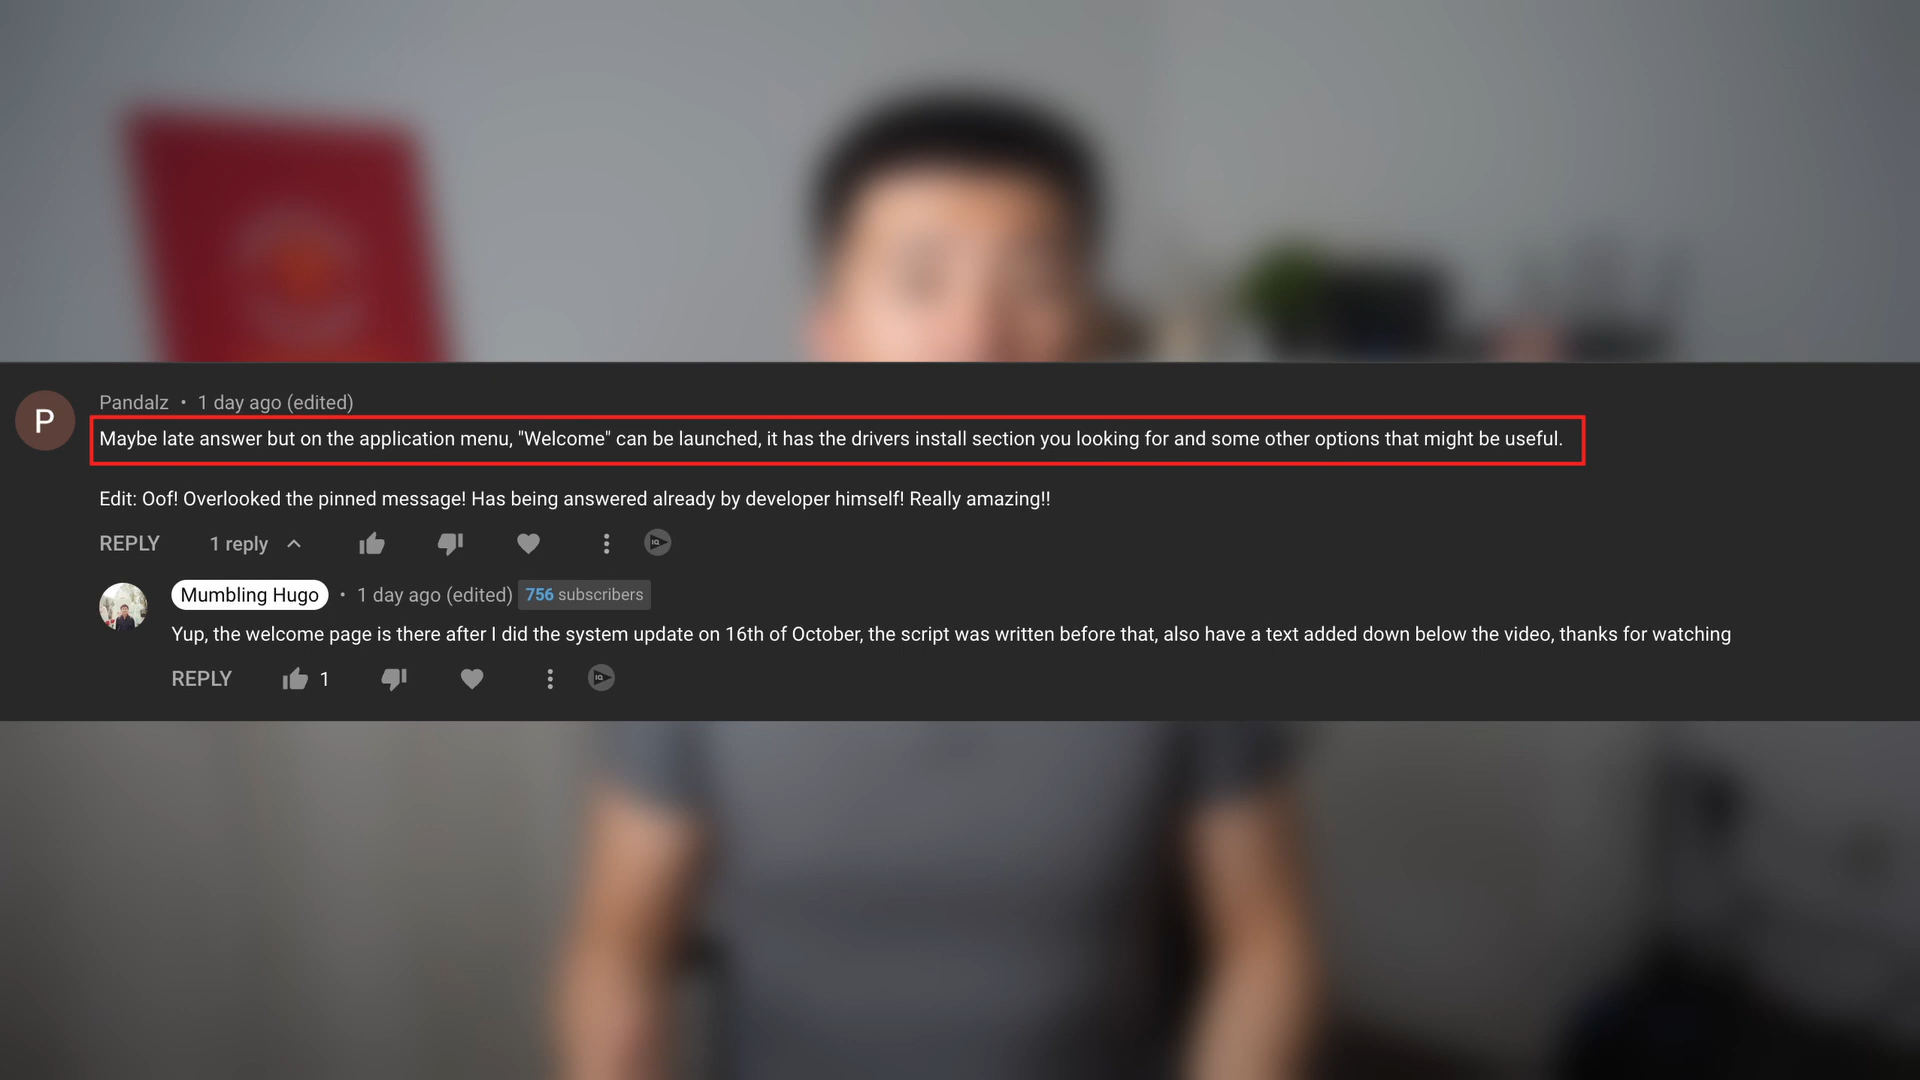 P
Pandalz • 1 day ago (edited)
Maybe late answer but on the application menu, "Welcome" can be launched, it has the drivers install section you looking for and some other options that might be useful.
Edit: Oof! Overlooked the pinned message! Has being answered already by developer himself! Really amazing!!
REPLY 1 reply IQ
Mumbling Hugo • 1 day ago (edited) 756 subscribers
Yup, the welcome page is there after I did the system update on 16th of October, the script was written before that, also have a text added down below the video, thanks for watching
REPLY 1 IQ